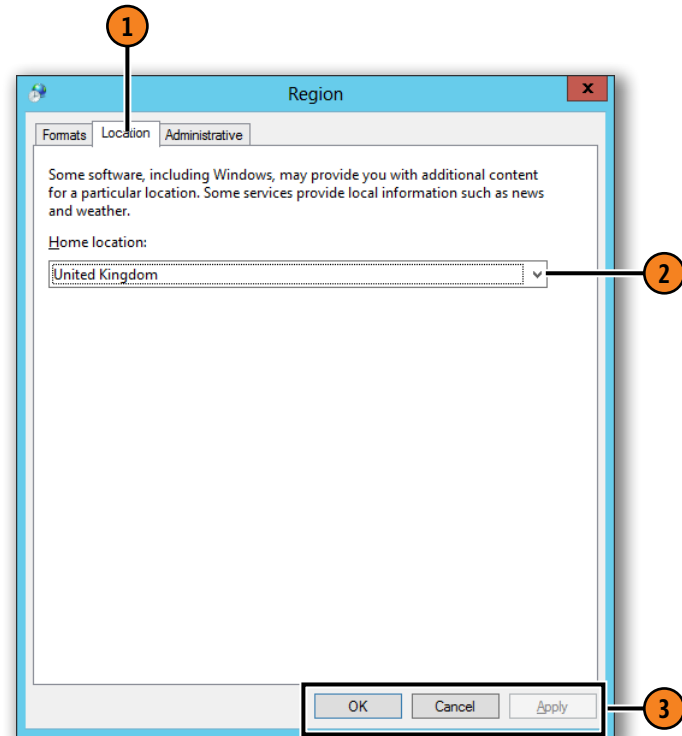 1
Region
x
Formats Location Administrative
Some software, including Windows, may provide you with additional content
for a particular location. Some services provide local information such as news
and weather.
Home location:
United Kingdom
2
OK Cancel Apply
3